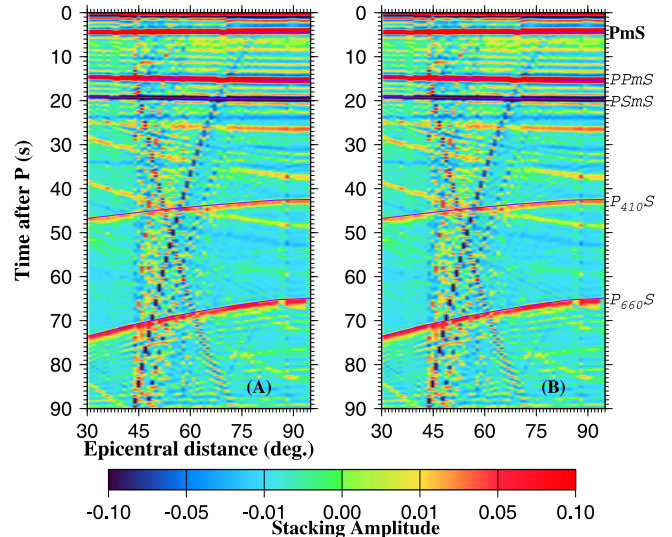 0 10 20 30 40 50 60 70 80 90
Time after P (s)
(A)
30 45 60 75 90
Epicentral distance (deg.)
0 10 20 30 40 50 60 70 80 90
(B)
30 45 60 75 90
PmS
PPmS
PSmS
P410S
P660S
-0.10 -0.05 -0.01 0.00 0.01 0.05 0.10
Stacking Amplitude